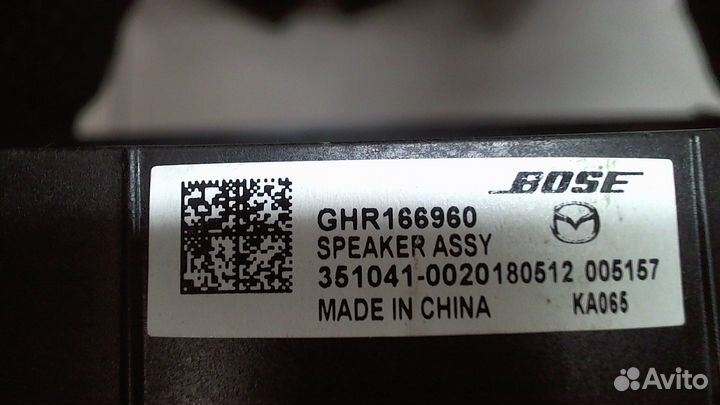 BOSE
GHR166960
SPEAKER ASSY
351041-0020180512 005157
MADE IN CHINA KA065
Avito